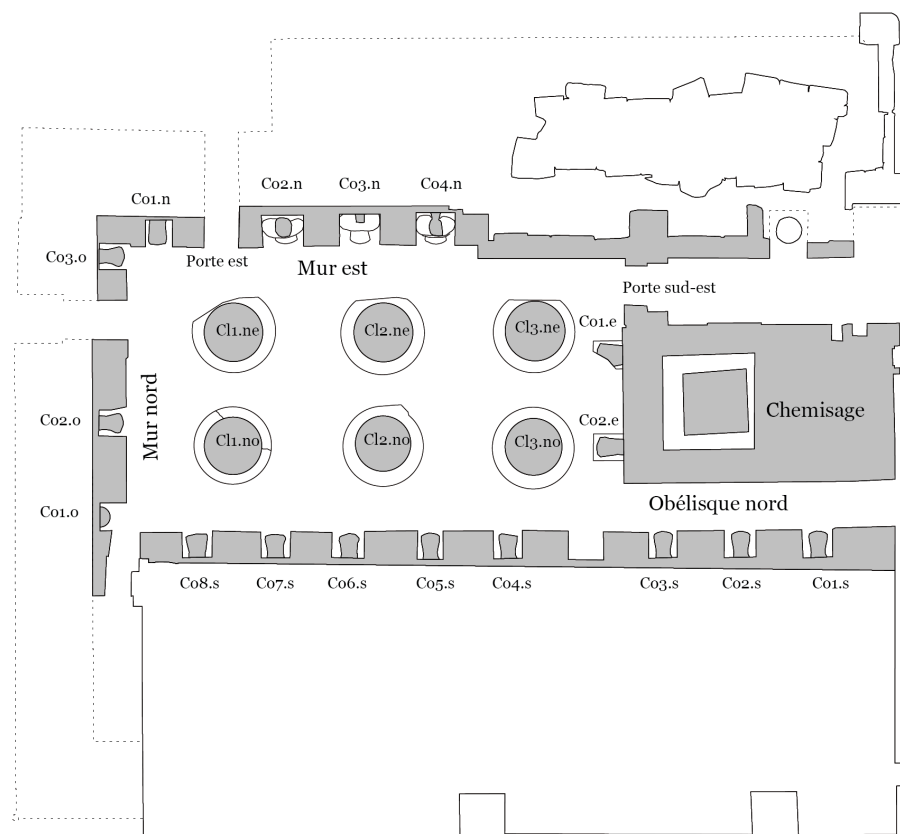 Co2.n
Co3.n
Co4.n
Co1.n
Co3.o
Porte est
Mur est
Porte sud-est
Co1.e
Cl1.ne
Cl2.ne
Cl3.ne
Chemisage
Co2.o
Mur nord
Co2.e
Cl1.no
Cl2.no
Cl3.no
Obélisque nord
Co1.o
Co8.s
Co7.s
Co6.s
Co5.s
Co4.s
Co3.s
Co2.s
Co1.s